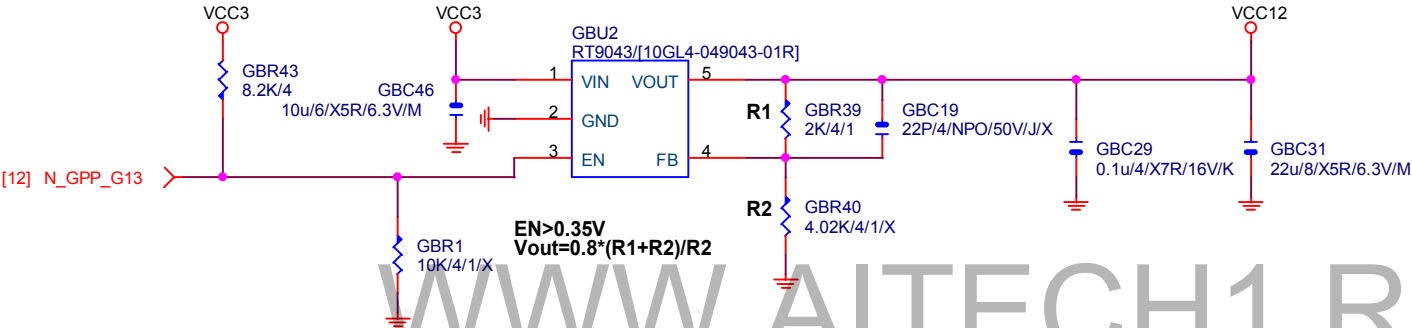 VCC3
VCC3
VCC12
GBU2
RT9043/[10GL4-049043-01R]
GBR43
8.2K/4
GBC46
10u/6/X5R/6.3V/M
1
VIN
VOUT
5
2
GND
3
EN
FB
4
R1
GBR39
2K/4/1
GBC19
22P/4/NPO/50V/J/X
GBC29
0.1u/4/X7R/16V/K
GBC31
22u/8/X5R/6.3V/M
[12] N_GPP_G13
R2
GBR40
4.02K/4/1/X
EN>0.35V
Vout=0.8*(R1+R2)/R2
GBR1
10K/4/1/X
WWW.AITECH1.R